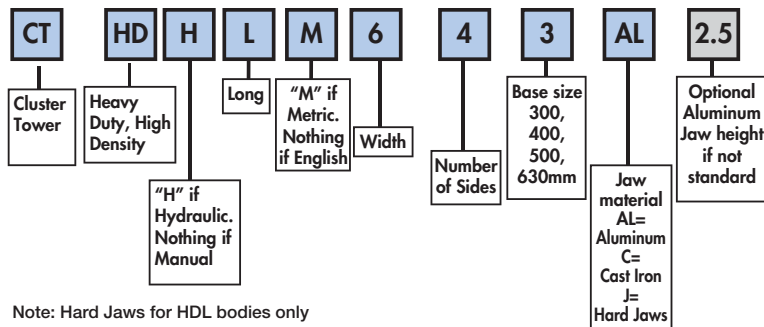 CT HD H L M 6 4 3 AL 2.5
Cluster
Tower
Heavy
Duty, High
Density
"H" if
Hydraulic.
Nothing if
Manual
Long
"M" if
Metric.
Nothing
if English
Width
Number
of Sides
Base size
300,
400,
500,
630mm
Jaw
material
AL=
Aluminum
C=
Cast Iron
J=
Hard Jaws
Optional
Aluminum
Jaw height
if not
standard
Note: Hard Jaws for HDL bodies only